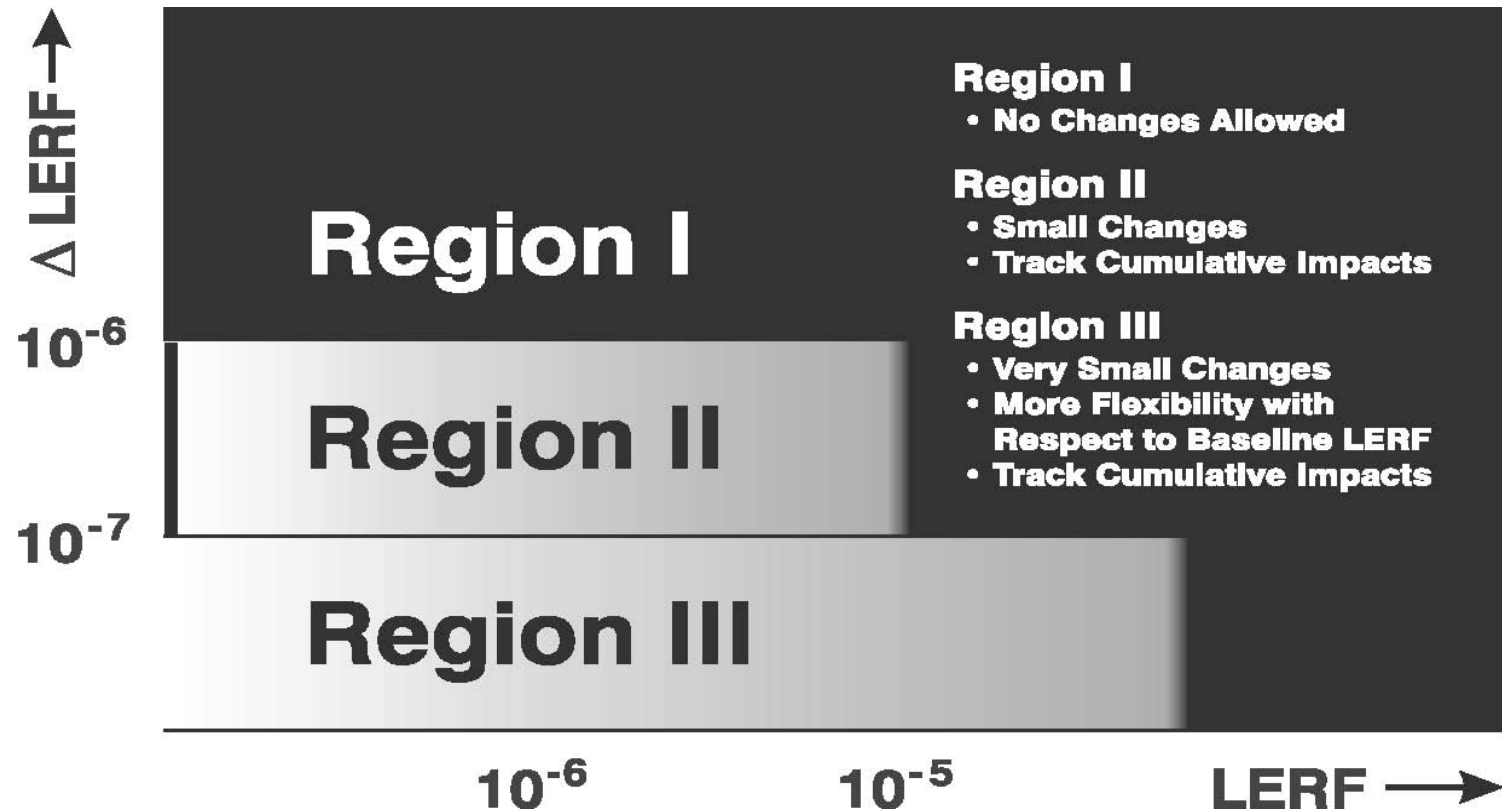 Δ LERF →
Region I
• No Changes Allowed
Region II
• Small Changes
• Track Cumulative Impacts
Region III
• Very Small Changes
• More Flexibility with
Respect to Baseline LERF
• Track Cumulative Impacts
Region I
10⁻⁶
Region II
10⁻⁷
Region III
10⁻⁶
10⁻⁵
LERF →